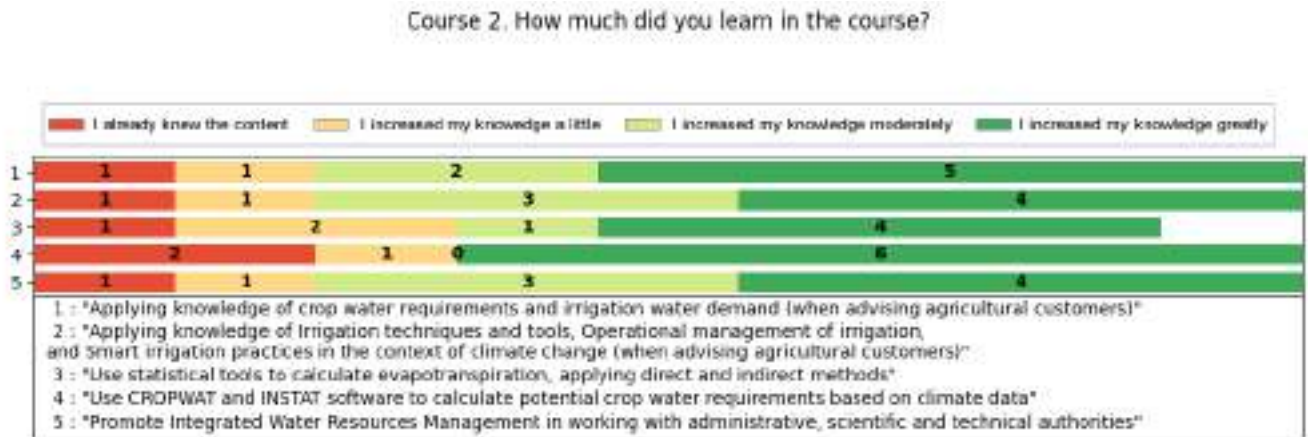 Course 2. How much did you learn in the course?
I already knew the content I increased my knowedge a little I increased my knowledge moderately I increased my knowledge greatly
1 1 1 2 5
2 1 1 3 4
3 1 2 1 4
4 2 1 0 6
5 1 1 3 4
1 : "Applying knowledge of crop water requirements and irrigation water demand (when advising agricultural customers)"
2 : "Applying knowledge of Irrigation techniques and tools, Operational management of irrigation,
and Smart irrigation practices in the context of climate change (when advising agricultural customers)"
3 : "Use statistical tools to calculate evapotranspiration, applying direct and indirect methods"
4 : "Use CROPWAT and INSTAT software to calculate potential crop water requirements based on climate data"
5 : "Promote Integrated Water Resources Management in working with administrative, scientific and technical authorities"